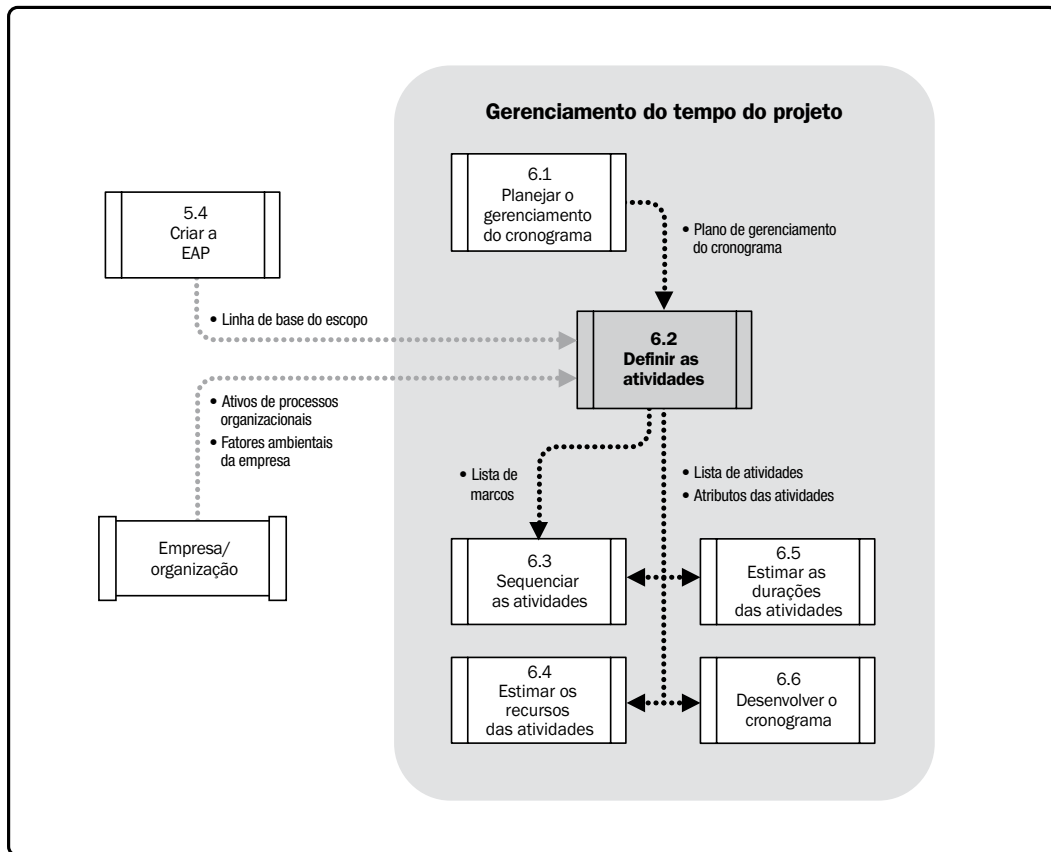 Gerenciamento do tempo do projeto
6.1
Planejar o
gerenciamento
do cronograma
5.4
Criar a
EAP
• Plano de gerenciamento
do cronograma
• Linha de base do escopo
6.2
Definir as
atividades
• Ativos de processos
organizacionais
• Fatores ambientais
da empresa
• Lista de
marcos
• Lista de atividades
• Atributos das atividades
Empresa/
organização
6.3
Sequenciar
as atividades
6.5
Estimar as
durações
das atividades
6.4
Estimar os
recursos
das atividades
6.6
Desenvolver o
cronograma